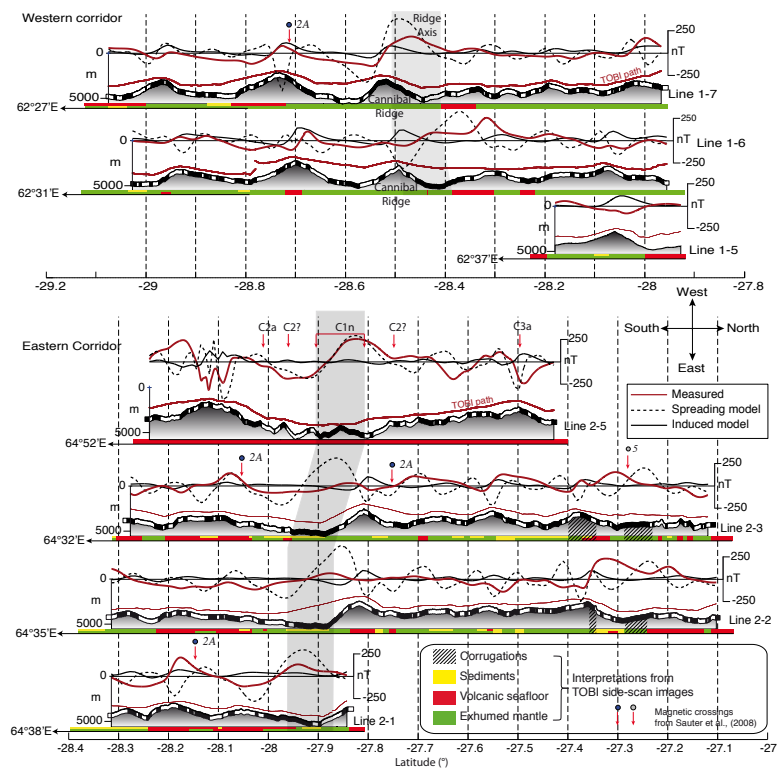 Western corridor
2A
Ridge
Axis
250
0
nT
m
-250
TOBI path
5000
Line 1-7
Cannibal
Ridge
62°27'E
250
0
Line 1-6
nT
m
-250
5000
Cannibal
Ridge
62°31'E
250
0
nT
m
-250
5000
Line 1-5
62°37'E
-29.2 -29 -28.8 -28.6 -28.4 -28.2 -28 -27.8
West
South North
East
C2a C2? C1n C2? C3a
Eastern Corridor
250
nT
-250
0
m
TOBI path
5000
Line 2-5
64°52'E
Measured
Spreading model
Induced model
2A 2A 5
250
0
nT
m
-250
5000
Line 2-3
64°32'E
250
0
nT
m
-250
5000
Line 2-2
64°35'E
2A
250
0
nT
m
-250
5000
Line 2-1
64°38'E
Corrugations
Sediments
Volcanic seafloor
Exhumed mantle
Interpretations from
TOBI side-scan images
Magnetic crossings
from Sauter et al., (2008)
-28.4 -28.3 -28.2 -28.1 -28 -27.9 -27.8 -27.7 -27.6 -27.5 -27.4 -27.3 -27.2 -27.1 -27
Latitude (°)